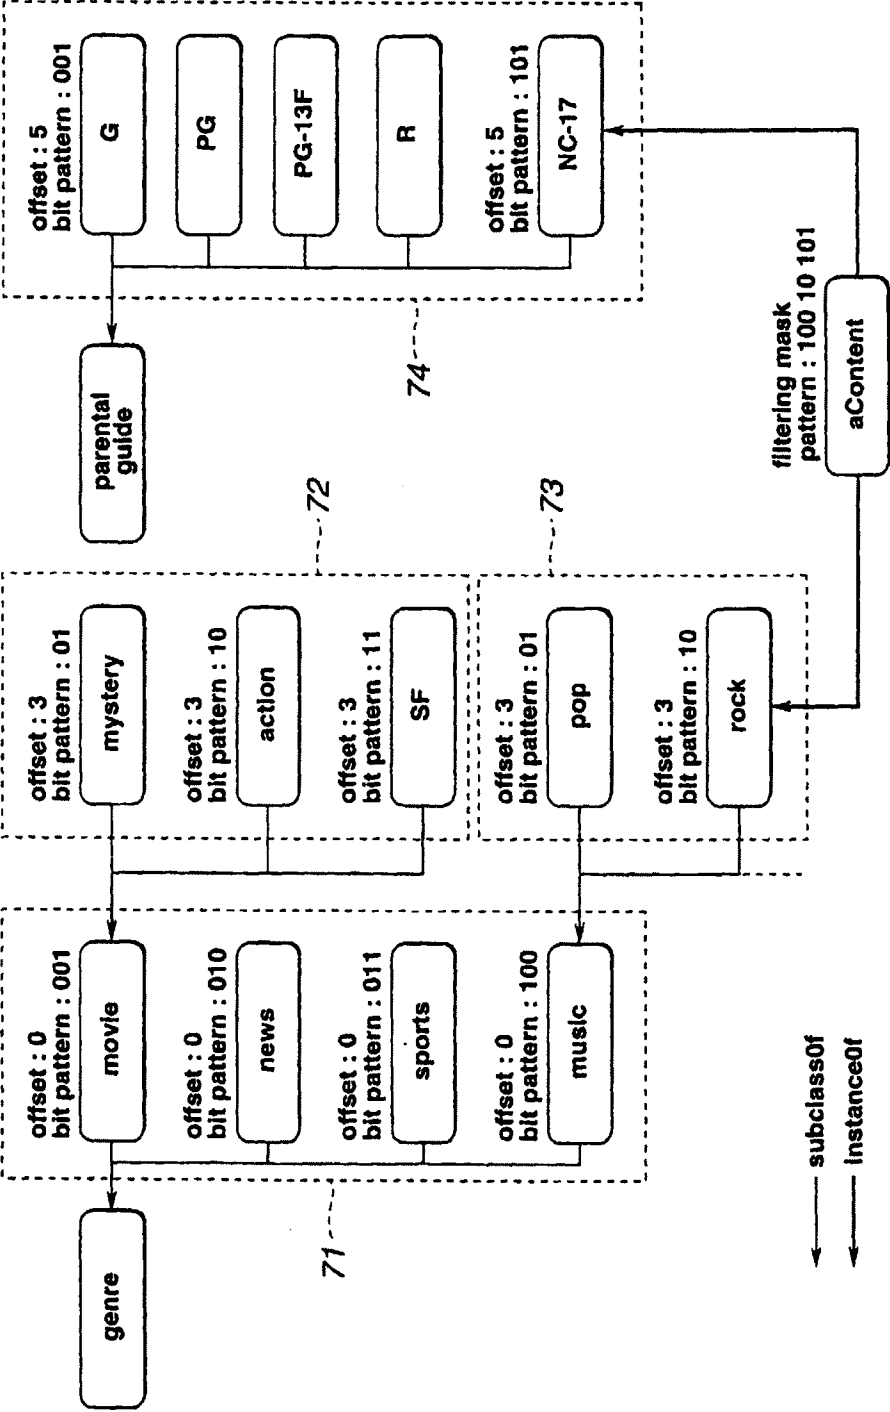 genre
71
offset : 0
bit pattern : 001
movie
offset : 0
bit pattern : 010
news
offset : 0
bit pattern : 011
sports
offset : 0
bit pattern : 100
music
offset : 3
bit pattern : 01
mystery
offset : 3
bit pattern : 10
action
offset : 3
bit pattern : 11
SF
72
offset : 3
bit pattern : 01
pop
offset : 3
bit pattern : 10
rock
73
parental
guide
offset : 5
bit pattern : 001
G
PG
PG-13F
R
offset : 5
bit pattern : 101
NC-17
74
filtering mask
pattern : 100 10 101
aContent
subclass0f
Instance0f